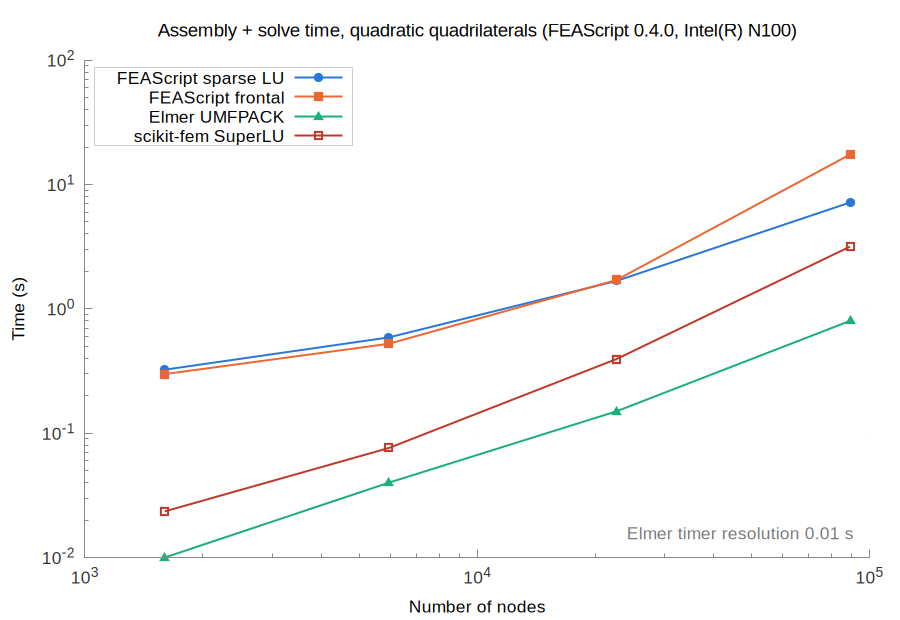 Assembly + solve time, quadratic quadrilaterals (FEAScript 0.4.0, Intel(R) N100)
FEAScript sparse LU
FEAScript frontal
Elmer UMFPACK
scikit-fem SuperLU
10^2
10^1
10^0
10^-1
10^-2
Time (s)
Elmer timer resolution 0.01 s
10^3
10^4
10^5
Number of nodes